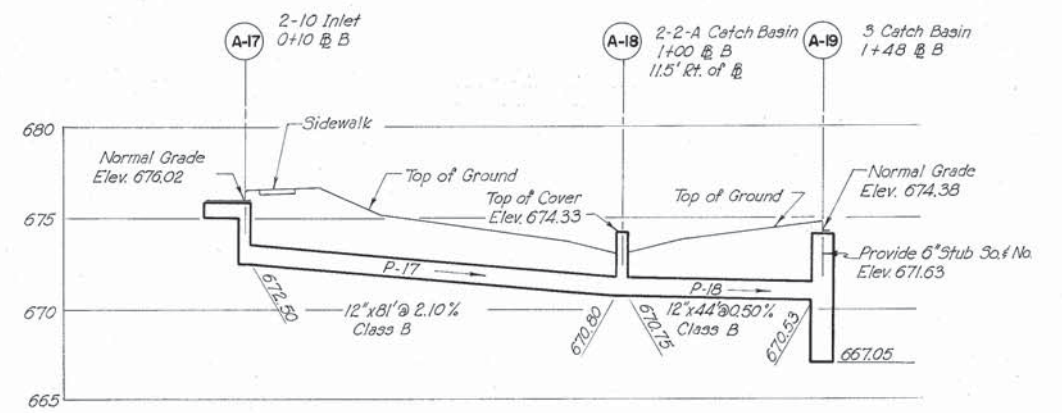 A-17
2-10 Inlet
0+10 ℄ B
A-18
2-2-A Catch Basin
1+00 ℄ B
11.5' Rt. of ℄
A-19
3 Catch Basin
1+48 ℄ B
680
Sidewalk
Normal Grade
Elev. 676.02
Top of Ground
Top of Cover
Elev. 674.33
Top of Ground
Normal Grade
Elev. 674.38
675
Provide 6" Stub So. & No.
Elev. 671.63
P-17
P-18
672.50
12"x81' @ 2.10%
Class B
670.80
670.75
12"x44' @ 0.50%
Class B
670.53
670
667.05
665